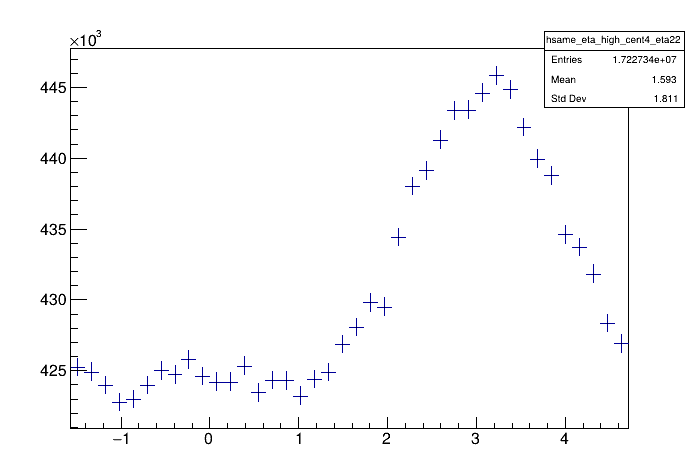 ×10³
hsame_eta_high_cent4_eta22
Entries 1.722734e+07
Mean 1.593
Std Dev 1.811
445
440
435
430
425
−1 0 1 2 3 4